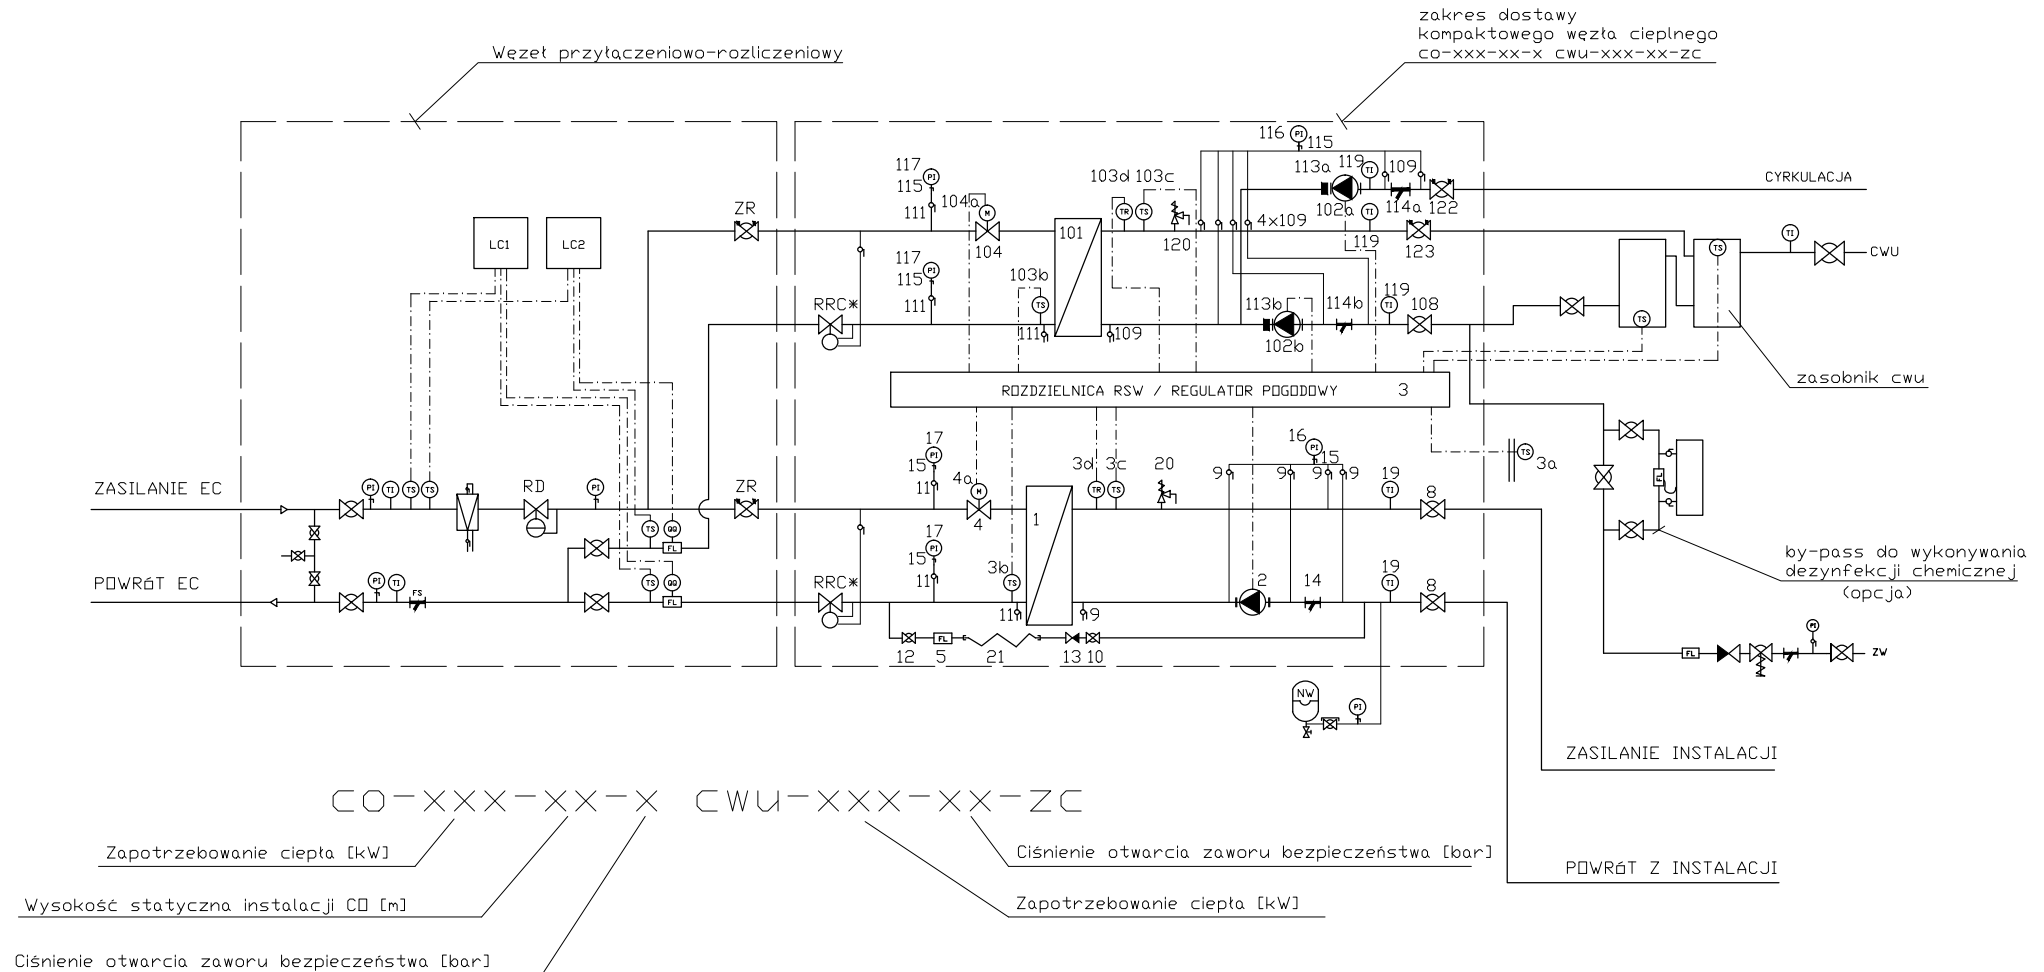 zakres dostawy
kompaktowego węzła cieplnego
co-xxx-xx-x cwu-xxx-xx-zc
Węzeł przyłączeniowo-rozliczeniowy
116 PI 115
117 PI 115 111
113a 119 TI 109
CYRKULACJA
103d 103c
104a M 104
TR TS 120
102a TI 119
114a 122
4x109
123
ZR
LC1 LC2
101
TS TI CWU
117 PI 115 111
103b TS 111
RRC*
109
113b 102b
114b 119 TI 108
TS
zasobnik cwu
ROZDZIELNICA RSW / REGULATOR POGODOWY 3
17 PI 15 11
16 PI 15
3d 3c 20
TR TS
4a M 4
9 9 9 9
TS 3a
19 TI 8
FL
ZASILANIE EC
PI TI TS TS
RD PI
ZR
TS QQ
FL
1
by-pass do wykonywania
dezynfekcji chemicznej
(opcja)
POWRÓT EC
PI TI FS
TS QQ
FL
RRC*
17 PI 15 11
3b TS 11
9
2 14
19 TI 8
12 5 FL 21 13 10
FL PI ZW
NW PI
ZASILANIE INSTALACJI
co-xxx-xx-x cwu-xxx-xx-zc
Zapotrzebowanie ciepła [kW]
Ciśnienie otwarcia zaworu bezpieczeństwa [bar]
POWRÓT Z INSTALACJI
Wysokość statyczna instalacji CO [m]
Zapotrzebowanie ciepła [kW]
Ciśnienie otwarcia zaworu bezpieczeństwa [bar]